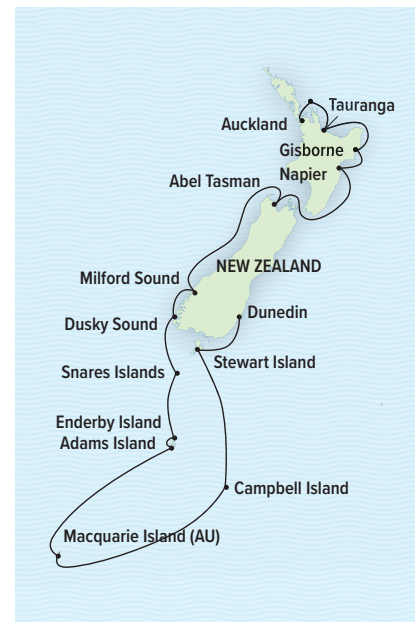 Tauranga
Auckland
Gisborne
Napier
Abel Tasman
NEW ZEALAND
Milford Sound
Dunedin
Dusky Sound
Stewart Island
Snares Islands
Enderby Island
Adams Island
Campbell Island
Macquarie Island (AU)